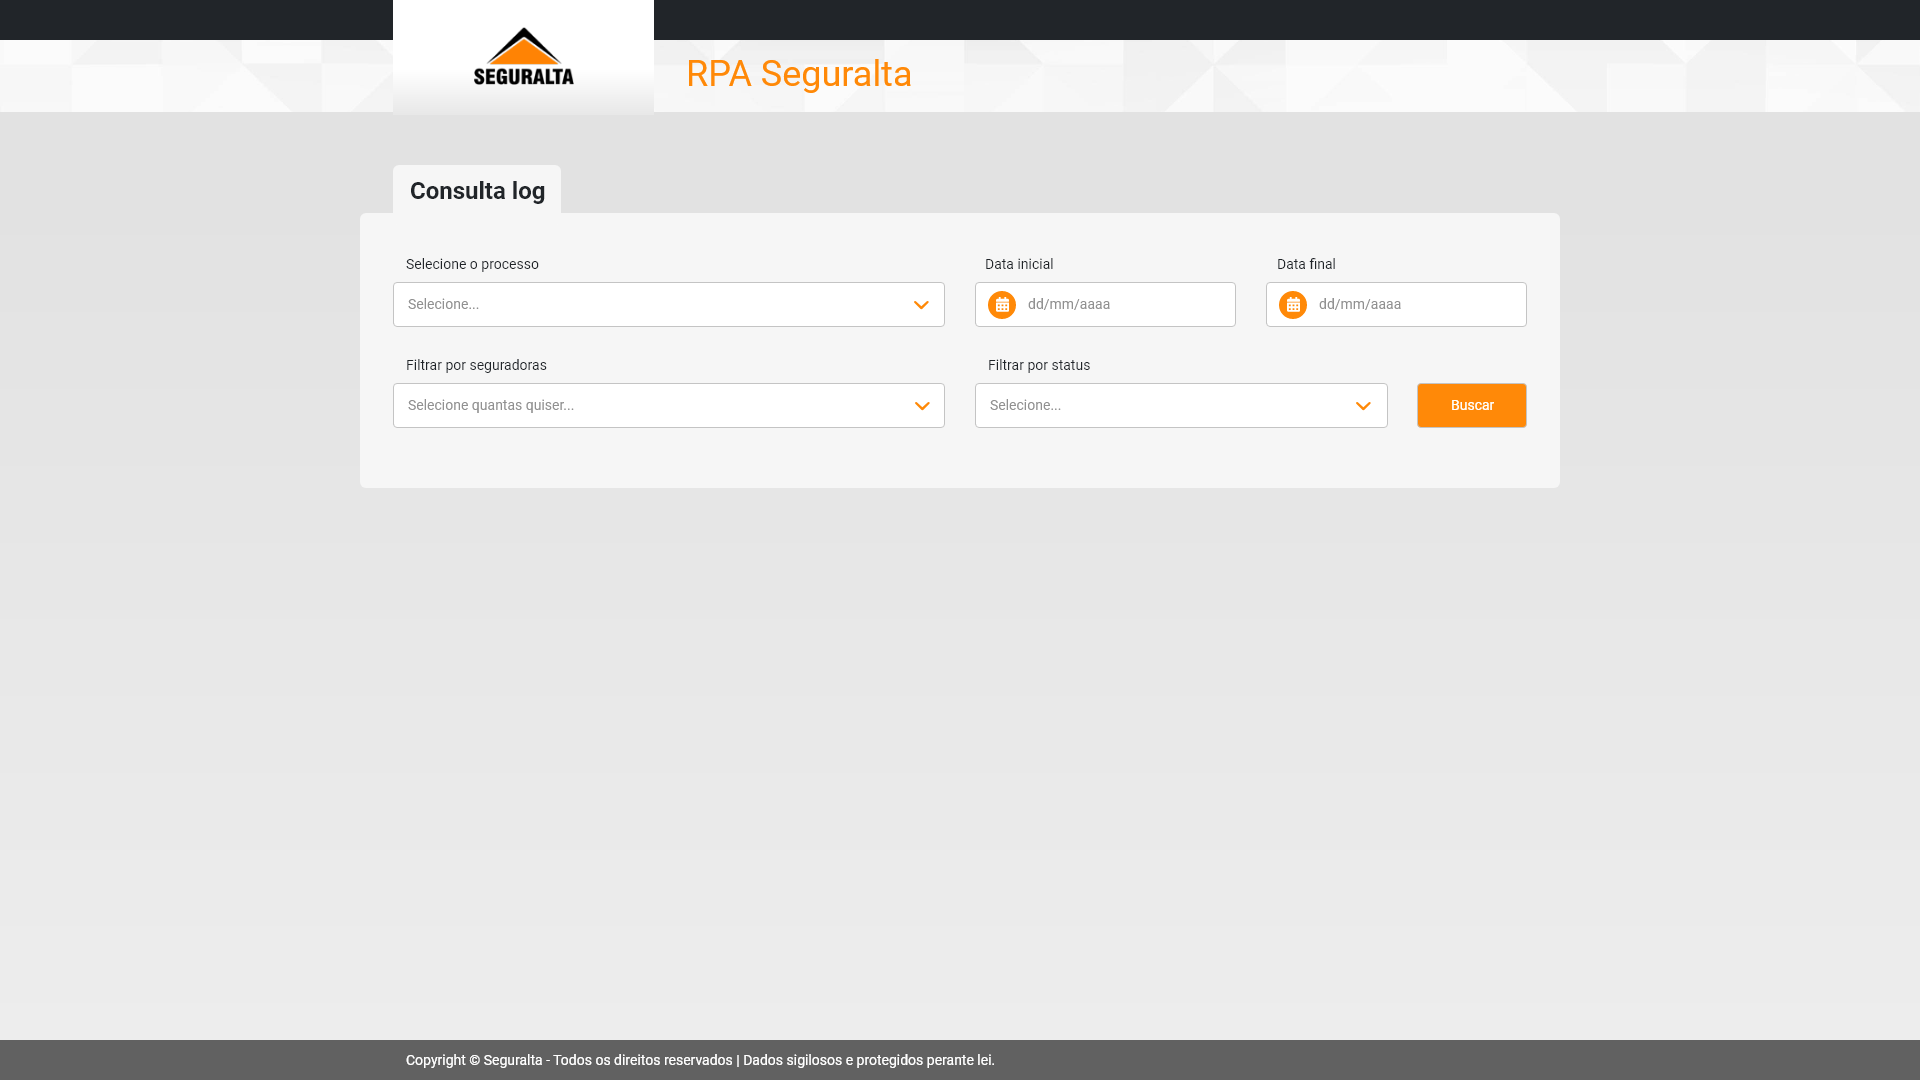 SEGURALTA
RPA Seguralta
Consulta log
Selecione o processo
Data inicial
Data final
Selecione...
dd/mm/aaaa
dd/mm/aaaa
Filtrar por seguradoras
Filtrar por status
Selecione quantas quiser...
Selecione...
Buscar
Copyright © Seguralta - Todos os direitos reservados | Dados sigilosos e protegidos perante lei.